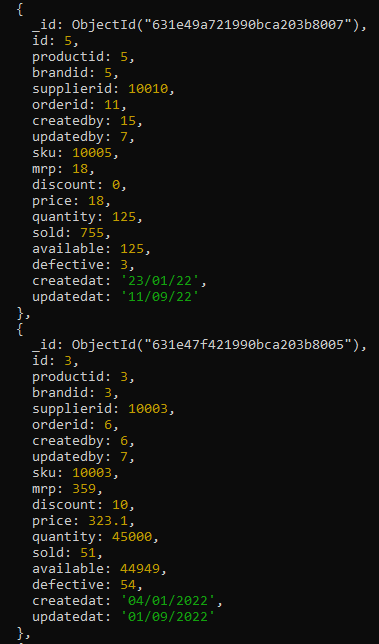 {
_id: ObjectId("631e49a721990bca203b8007"),
id: 5,
productid: 5,
brandid: 5,
supplierid: 10010,
orderid: 11,
createdby: 15,
updatedby: 7,
sku: 10005,
mrp: 18,
discount: 0,
price: 18,
quantity: 125,
sold: 755,
available: 125,
defective: 3,
createdat: '23/01/22',
updatedat: '11/09/22'
},
{
_id: ObjectId("631e47f421990bca203b8005"),
id: 3,
productid: 3,
brandid: 3,
supplierid: 10003,
orderid: 6,
createdby: 6,
updatedby: 7,
sku: 10003,
mrp: 359,
discount: 10,
price: 323.1,
quantity: 45000,
sold: 51,
available: 44949,
defective: 54,
createdat: '04/01/2022',
updatedat: '01/09/2022'
},